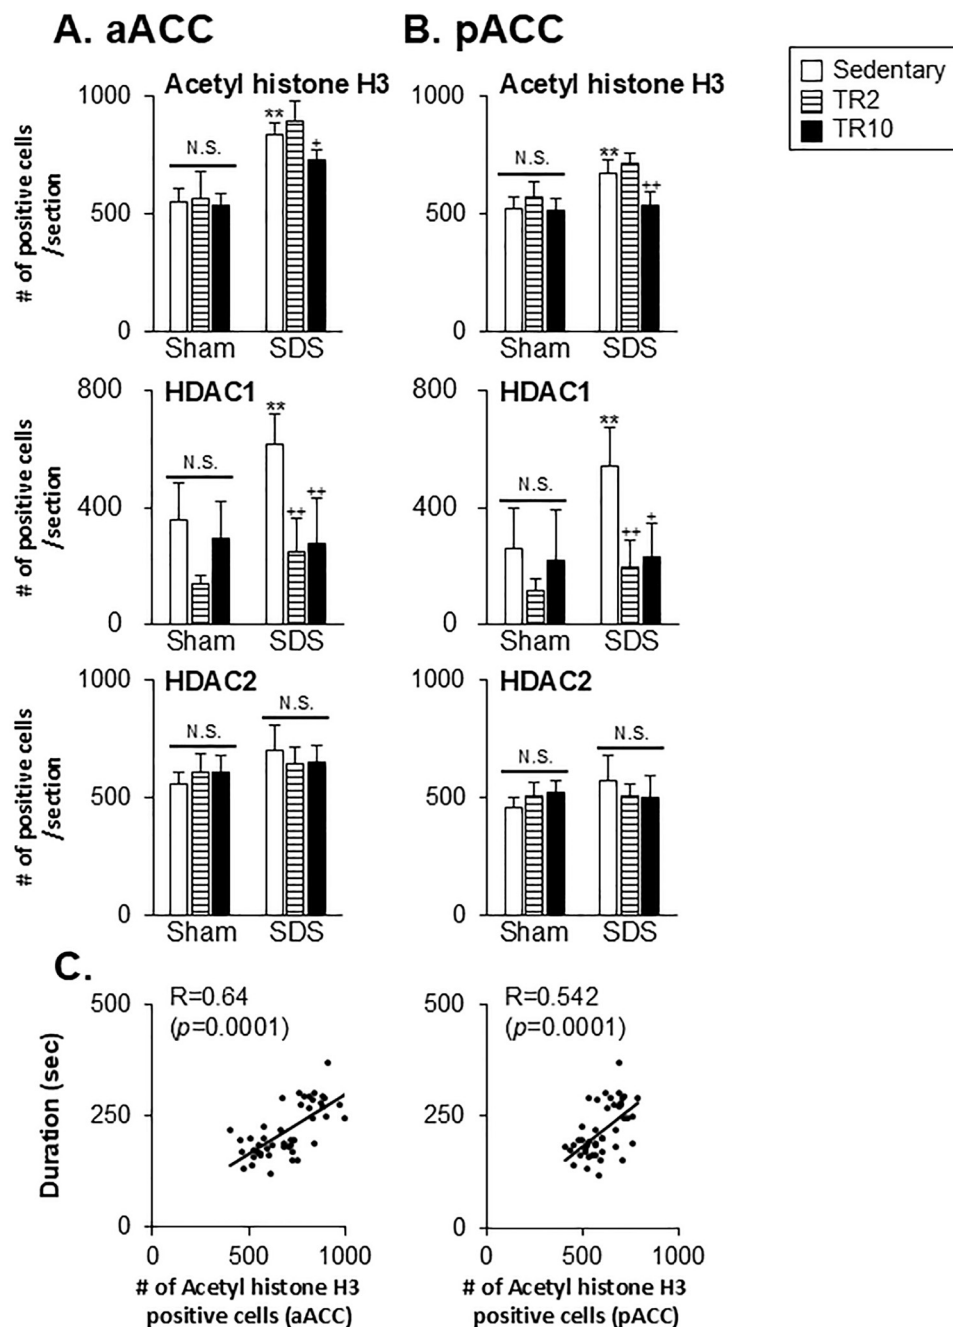 A. aACC
B. pACC
Sedentary
TR2
TR10
Acetyl histone H3
# of positive cells
/section
1000
500
0
N.S.
**
+
Sham
SDS
Acetyl histone H3
1000
500
0
N.S.
**
++
Sham
SDS
HDAC1
# of positive cells
/section
800
400
0
N.S.
**
++
++
Sham
SDS
HDAC1
800
400
0
N.S.
**
++
+
Sham
SDS
HDAC2
# of positive cells
/section
1000
500
0
N.S.
N.S.
Sham
SDS
HDAC2
1000
500
0
N.S.
N.S.
Sham
SDS
C.
Duration (sec)
500
250
0
R=0.64
(p=0.0001)
0
500
1000
# of Acetyl histone H3
positive cells (aACC)
500
250
0
R=0.542
(p=0.0001)
0
500
1000
# of Acetyl histone H3
positive cells (pACC)